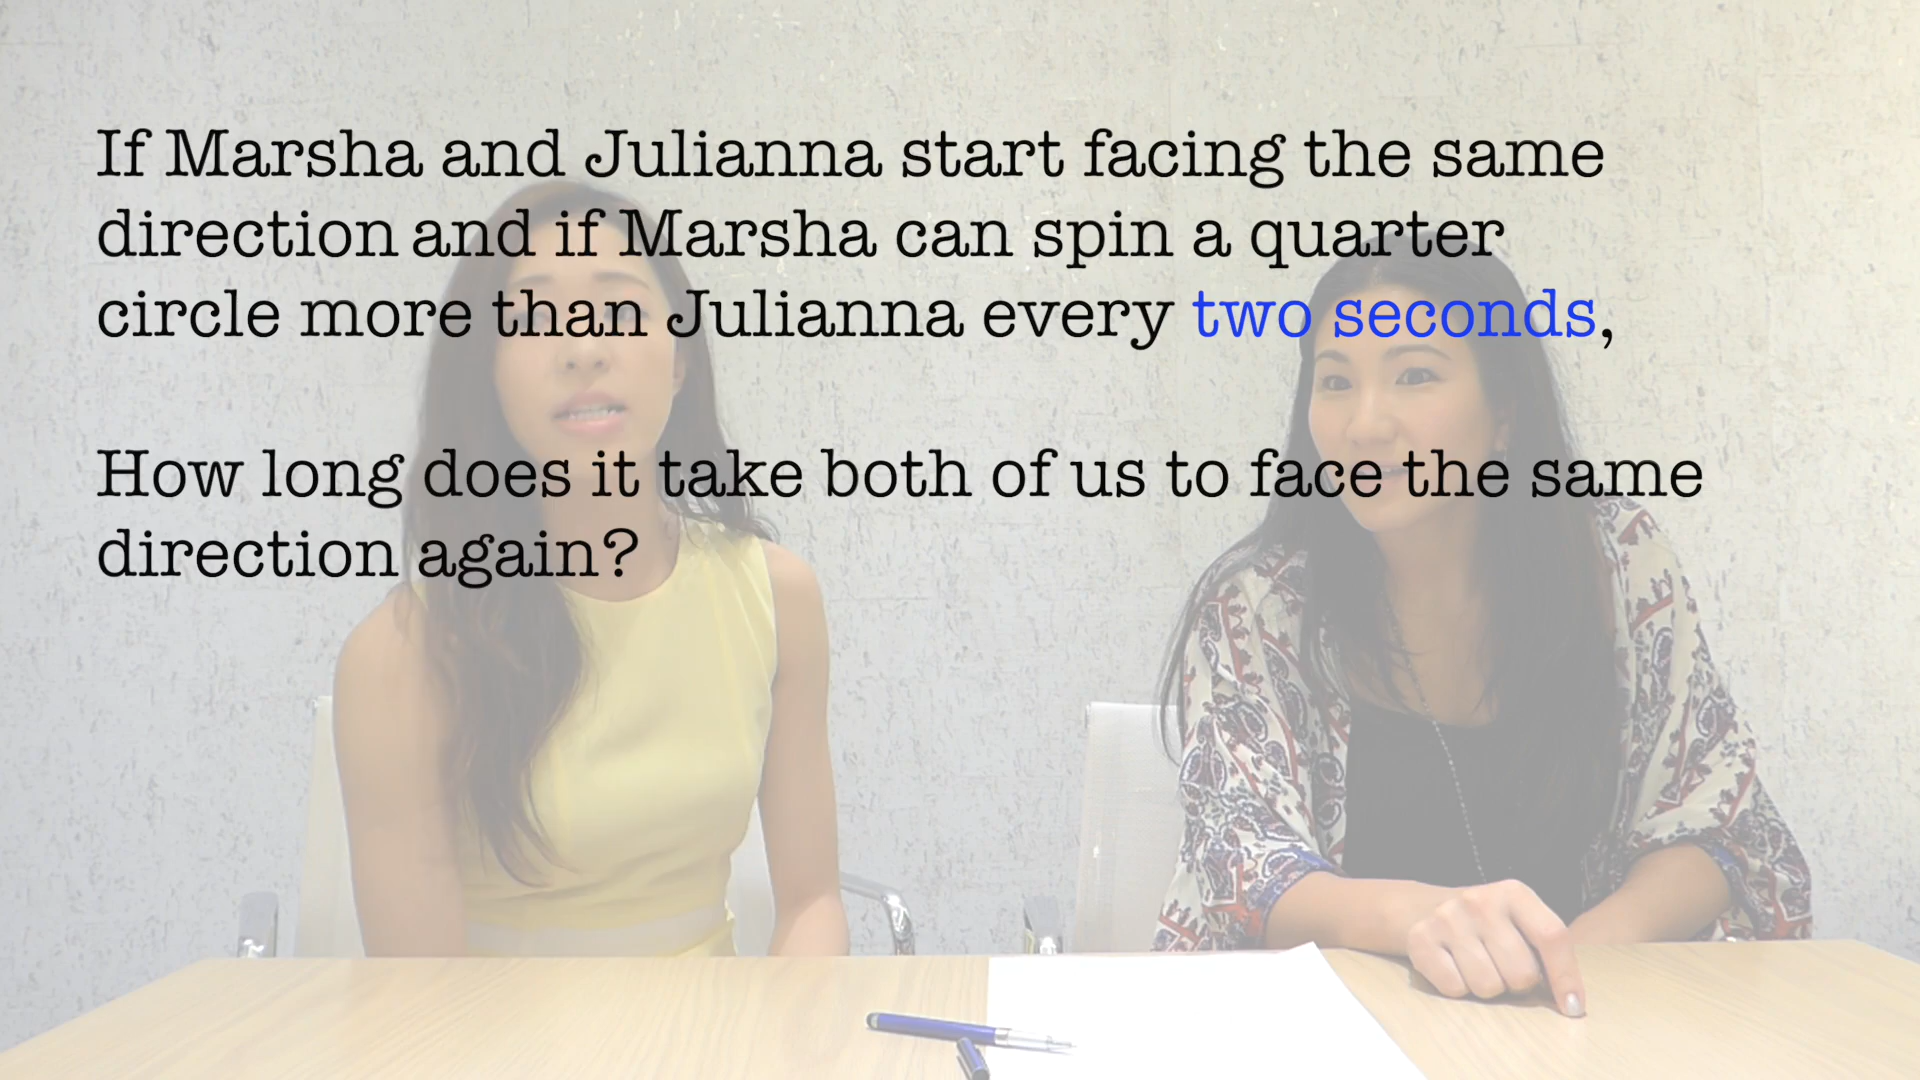 If Marsha and Julianna start facing the same
direction and if Marsha can spin a quarter
circle more than Julianna every two seconds,
How long does it take both of us to face the same
direction again?